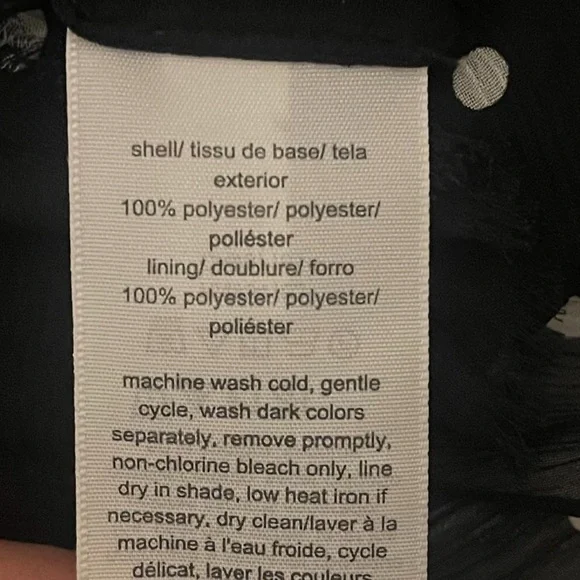 shell/ tissu de base/ tela
exterior
100% polyester/ polyester/
poliéster
lining/ doublure/ forro
100% polyester/ polyester/
poliéster
machine wash cold, gentle
cycle, wash dark colors
separately, remove promptly,
non-chlorine bleach only, line
dry in shade, low heat iron if
necessary, dry clean/laver à la
machine à l'eau froide, cycle
délicat, laver les couleurs